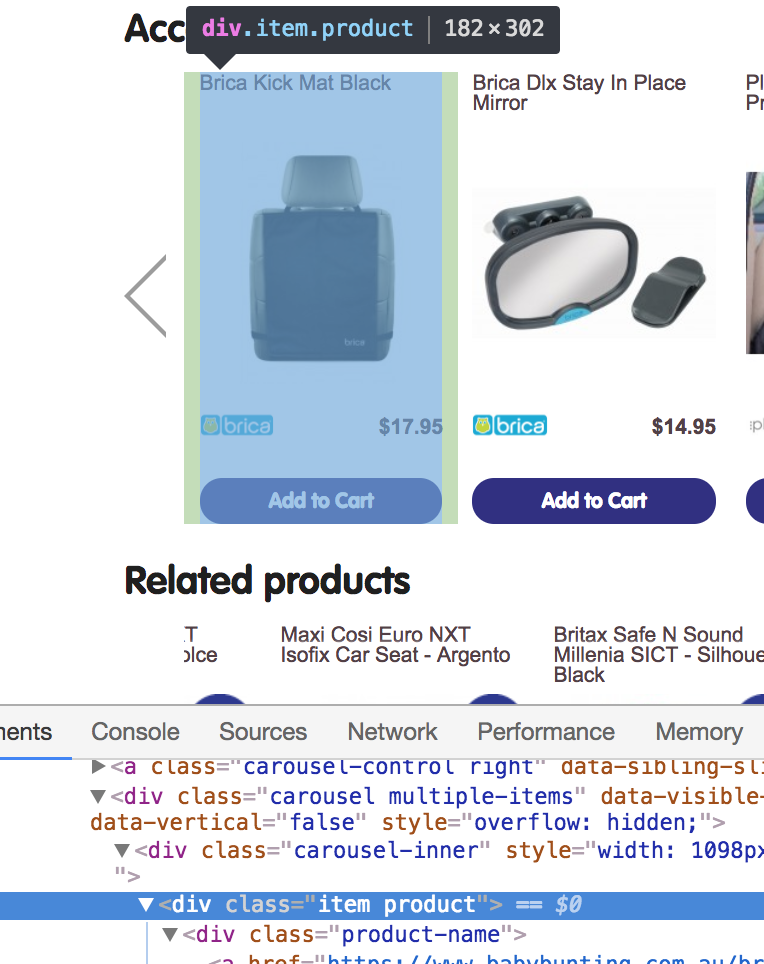 Acc
div.item.product | 182 × 302
Brica Kick Mat Black
Brica Dlx Stay In Place
Mirror
Pl
Pr
brica
brica
$17.95
brica
$14.95
Add to Cart
Add to Cart
Related products
XT
olce
Maxi Cosi Euro NXT
Isofix Car Seat - Argento
Britax Safe N Sound
Millenia SICT - Silhoue
Black
ments
Console
Sources
Network
Performance
Memory
▶<a class="carousel-control right" data-sibling-sli
▼<div class="carousel multiple-items" data-visible-
data-vertical="false" style="overflow: hidden;">
▼<div class="carousel-inner" style="width: 1098px
">
▼<div class="item product"> == $0
▼<div class="product-name">
<a href="https://www.babybunting.com.au/br